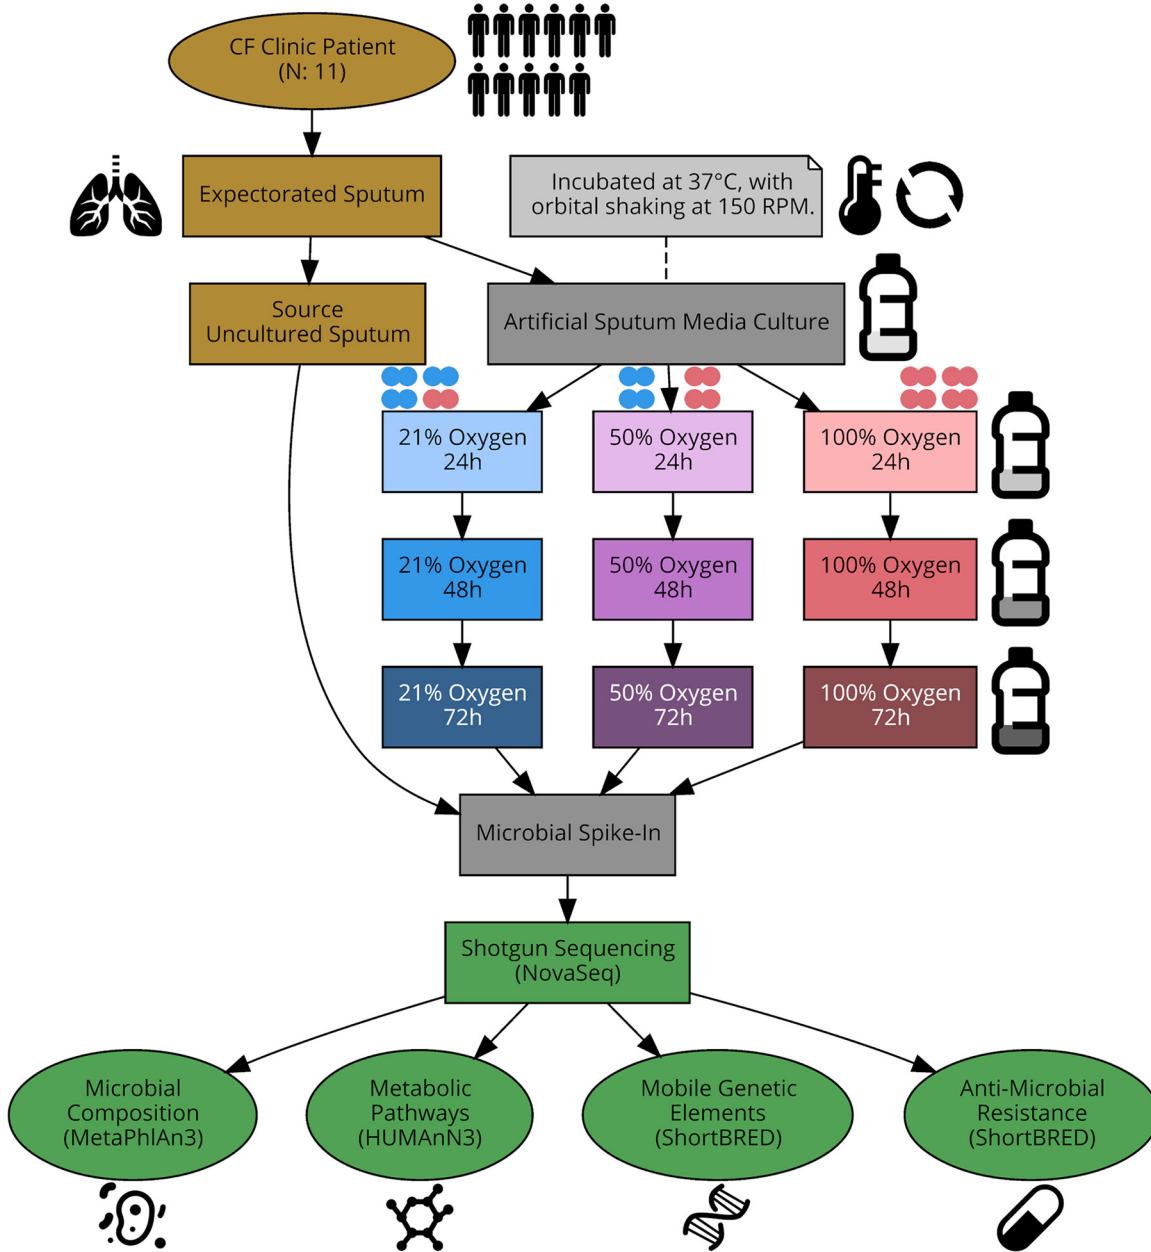 CF Clinic Patient
(N: 11)
Expectorated Sputum
Incubated at 37°C, with
orbital shaking at 150 RPM.
Source
Uncultured Sputum
Artificial Sputum Media Culture
21% Oxygen
24h
50% Oxygen
24h
100% Oxygen
24h
21% Oxygen
48h
50% Oxygen
48h
100% Oxygen
48h
21% Oxygen
72h
50% Oxygen
72h
100% Oxygen
72h
Microbial Spike-In
Shotgun Sequencing
(NovaSeq)
Microbial
Composition
(MetaPhlAn3)
Metabolic
Pathways
(HUMAnN3)
Mobile Genetic
Elements
(ShortBRED)
Anti-Microbial
Resistance
(ShortBRED)